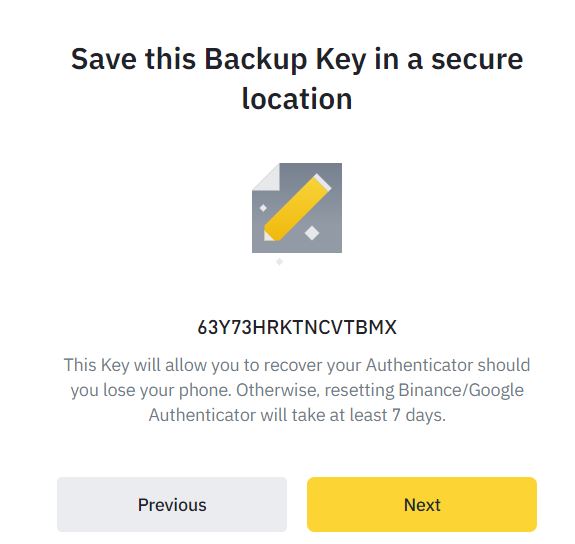 Save this Backup Key in a secure
location
63Y73HRKTNCVTBMX
This Key will allow you to recover your Authenticator should
you lose your phone. Otherwise, resetting Binance/Google
Authenticator will take at least 7 days.
Previous
Next